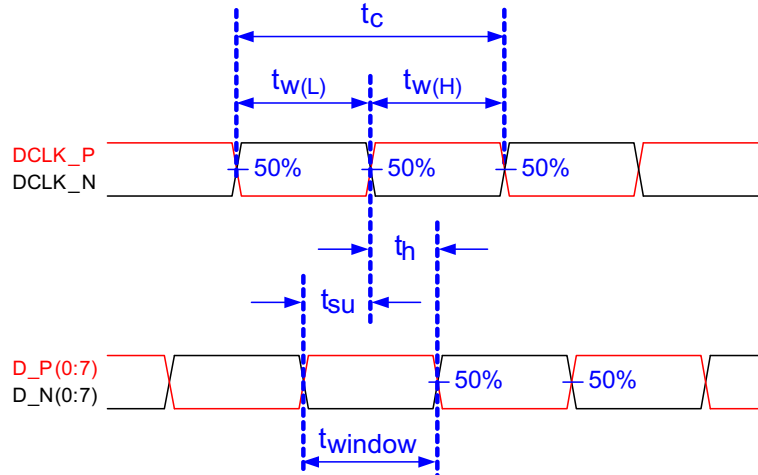 tc
tw(L) tw(H)
DCLK_P
DCLK_N
50% 50% 50%
th
tsu
D_P(0:7)
D_N(0:7)
50% 50%
twindow